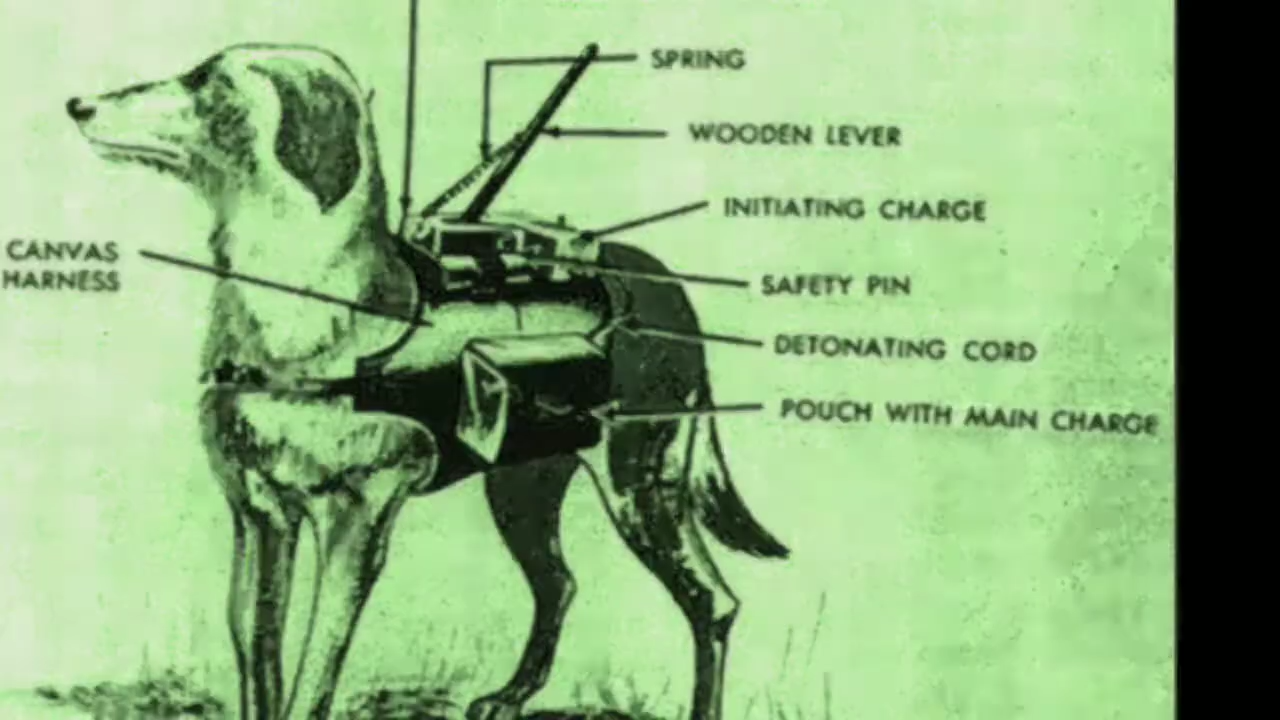 SPRING
WOODEN LEVER
INITIATING CHARGE
CANVAS
HARNESS
SAFETY PIN
DETONATING CORD
POUCH WITH MAIN CHARGE